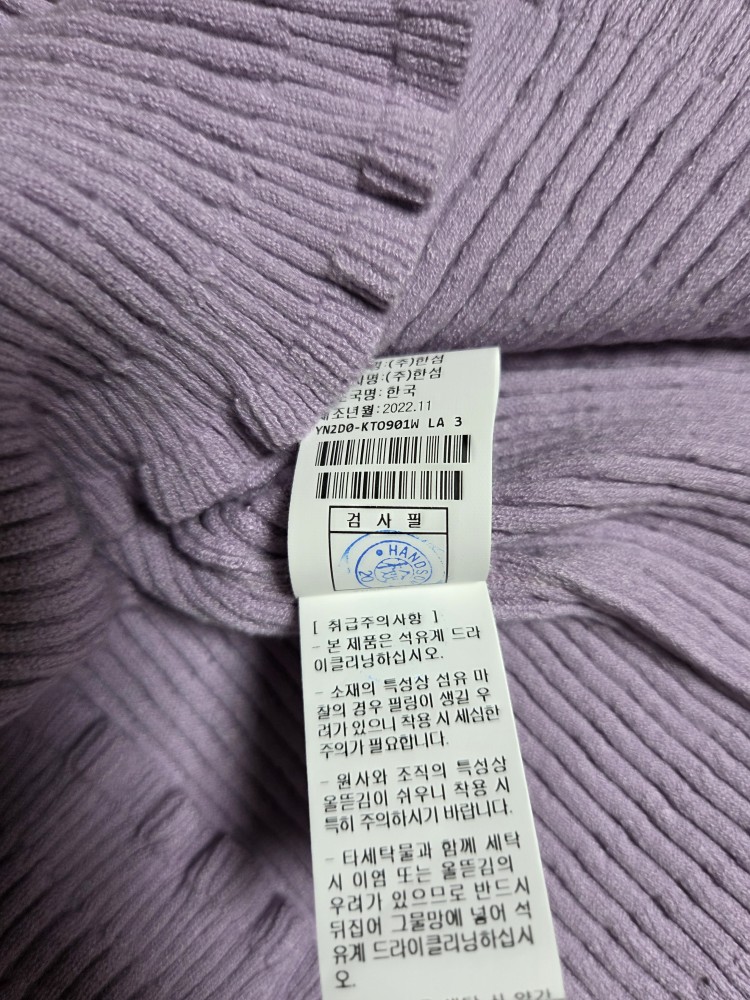 :(주)한섬
명:(주)한섬
국명: 한국
제조년월:2022.11
YN2D0-KTO901W LA 3
검 사 필
HANDSO
20
[ 취급주의사항 ]
- 본 제품은 석유계 드라
이클리닝하십시오.
- 소재의 특성상 섬유 마
찰의 경우 필링이 생길 우
려가 있으니 착용 시 세심한
주의가 필요합니다.
- 원사와 조직의 특성상
올뜯김이 쉬우니 착용 시
특히 주의하시기 바랍니다.
- 타세탁물과 함께 세탁
시 이염 또는 올뜯김의
우려가 있으므로 반드시
뒤집어 그물망에 넣어 석
유계 드라이클리닝하십시
오.